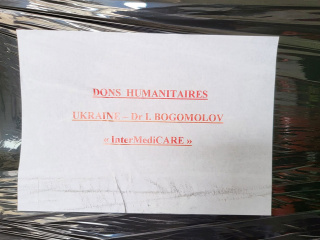 DONS HUMANITAIRES
UKRAINE – Dr I. BOGOMOLOV
« InterMediCARE »